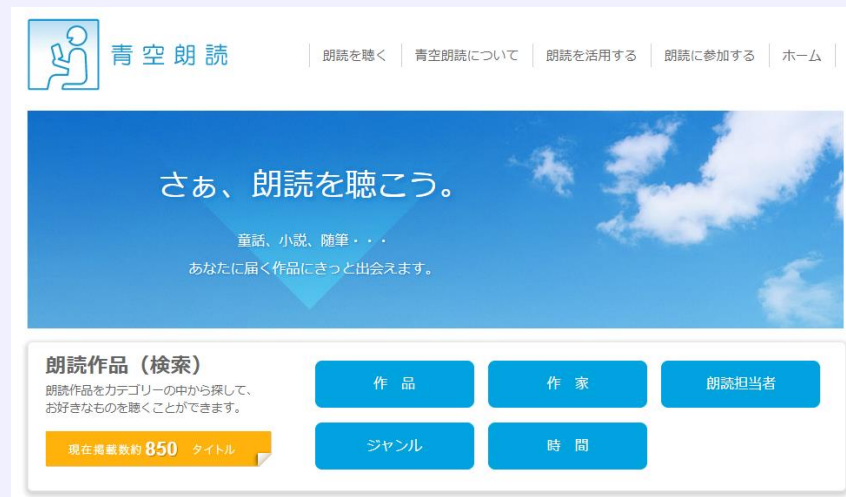 青空朗読
朗読を聴く
青空朗読について
朗読を活用する
朗読に参加する
ホーム
さぁ、朗読を聴こう。
童話、小説、随筆・・・
あなたに届く作品にきっと出会えます。
朗読作品（検索）
朗読作品をカテゴリーの中から探して、
お好きなものを聴くことができます。
現在掲載数約 850 タイトル
作 品
作 家
朗読担当者
ジャンル
時 間